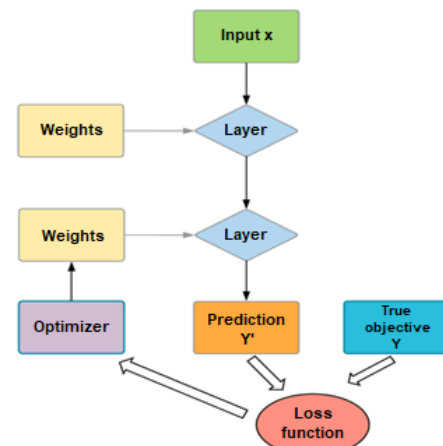 Input x
Weights
Layer
Weights
Layer
Optimizer
Prediction
Y'
True
objective
Y
Loss
function